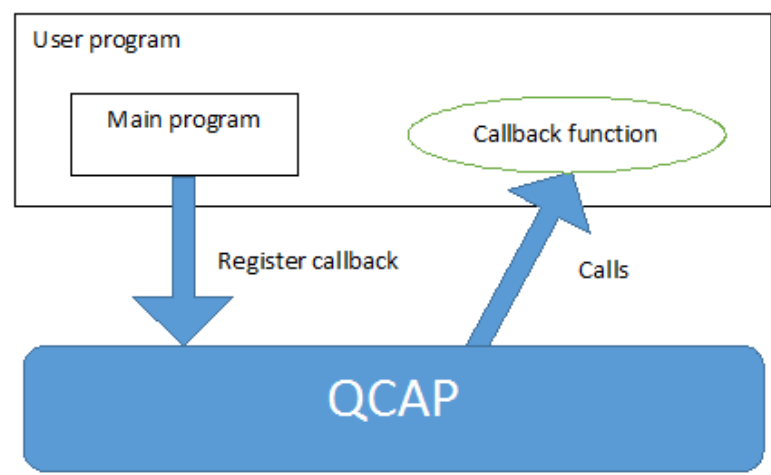 User program
Main program
Callback function
Register callback
Calls
QCAP